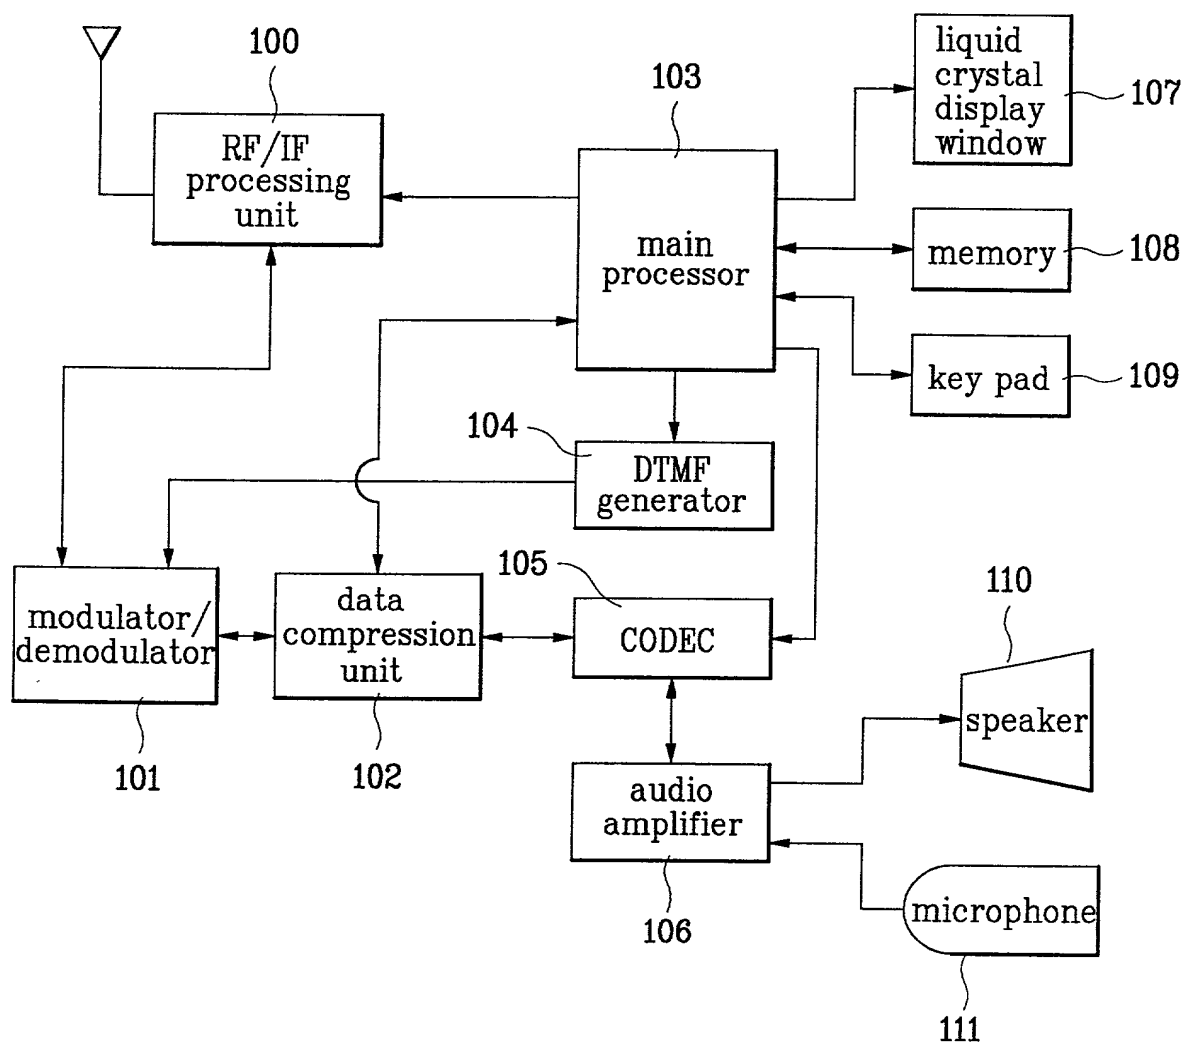 100
RF/IF
processing
unit
103
main
processor
liquid
crystal
display
window
107
memory
108
key pad
109
104
DTMF
generator
105
CODEC
modulator/
demodulator
101
data
compression
unit
102
audio
amplifier
106
110
speaker
microphone
111